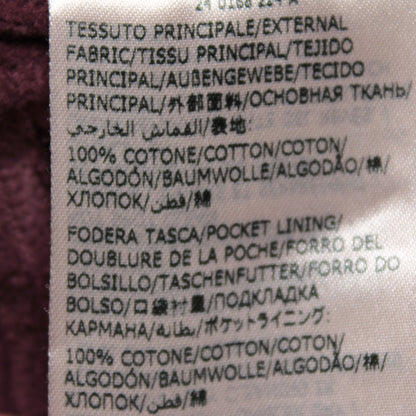 24 0168 224 A
TESSUTO PRINCIPALE/EXTERNAL
FABRIC/TISSU PRINCIPAL/TEJIDO
PRINCIPAL/AUßENGEWEBE/TECIDO
PRINCIPAL/外部面料/ОСНОВНАЯ ТКАНЬ/
القماش الخارجي/表地:
100% COTONE/COTTON/COTON/
ALGODÓN/BAUMWOLLE/ALGODÃO/棉/
ХЛОПОК/قطن/綿
FODERA TASCA/POCKET LINING/
DOUBLURE DE LA POCHE/FORRO DEL
BOLSILLO/TASCHENFUTTER/FORRO DO
BOLSO/口袋衬里/ПОДКЛАДКА
КАРМАНА/بطانة/ポケットライニング:
100% COTONE/COTTON/COTON/
ALGODÓN/BAUMWOLLE/ALGODÃO/棉/
ХЛОПОК/قطن/綿